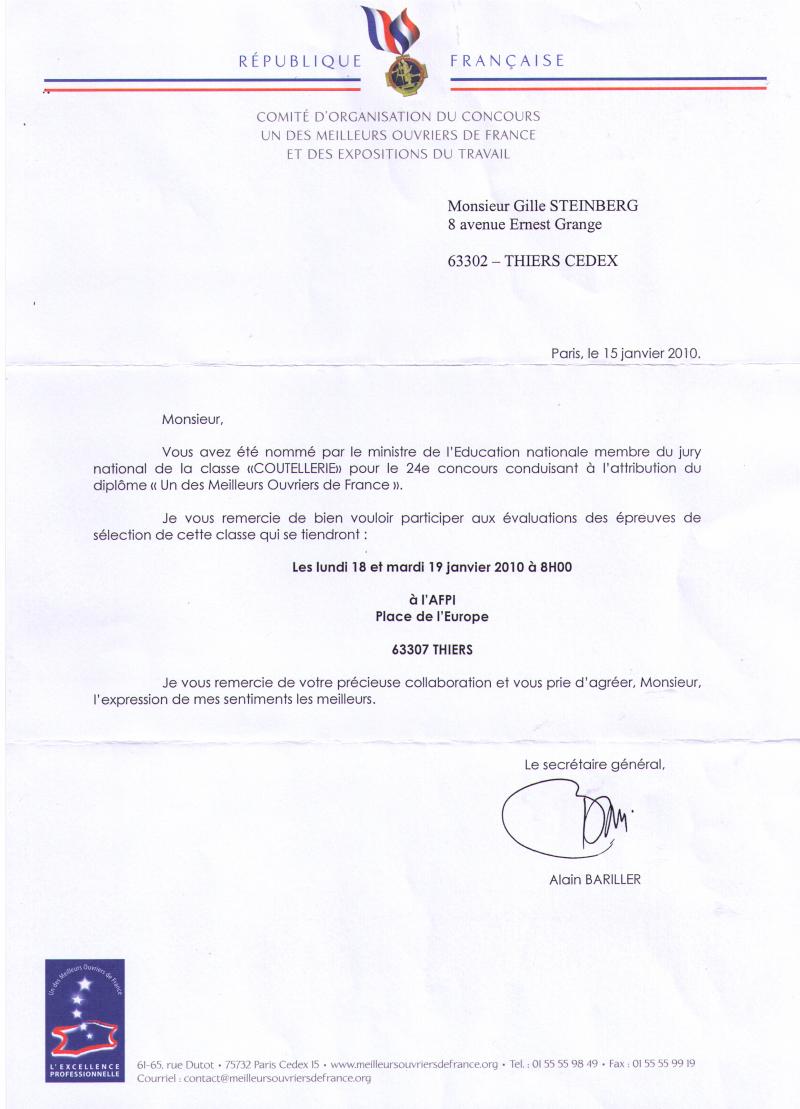 RÉPUBLIQUE FRANÇAISE
COMITÉ D'ORGANISATION DU CONCOURS
UN DES MEILLEURS OUVRIERS DE FRANCE
ET DES EXPOSITIONS DU TRAVAIL
Monsieur Gille STEINBERG
8 avenue Ernest Grange
63302 – THIERS CEDEX
Paris, le 15 janvier 2010.
Monsieur,
Vous avez été nommé par le ministre de l'Education nationale membre du jury
national de la classe «COUTELLERIE» pour le 24e concours conduisant à l'attribution du
diplôme « Un des Meilleurs Ouvriers de France ».
Je vous remercie de bien vouloir participer aux évaluations des épreuves de
sélection de cette classe qui se tiendront :
Les lundi 18 et mardi 19 janvier 2010 à 8H00
à l'AFPI
Place de l'Europe
63307 THIERS
Je vous remercie de votre précieuse collaboration et vous prie d'agréer, Monsieur,
l'expression de mes sentiments les meilleurs.
Le secrétaire général,
Alain BARILLER
Un des Meilleurs Ouvriers de France
L'EXCELLENCE
PROFESSIONNELLE
61-65, rue Dutot • 75732 Paris Cedex 15 • www.meilleursouvriersdefrance.org • Tel. : 01 55 55 98 49 • Fax : 01 55 55 99 19
Courriel : contact@meilleursouvriersdefrance.org